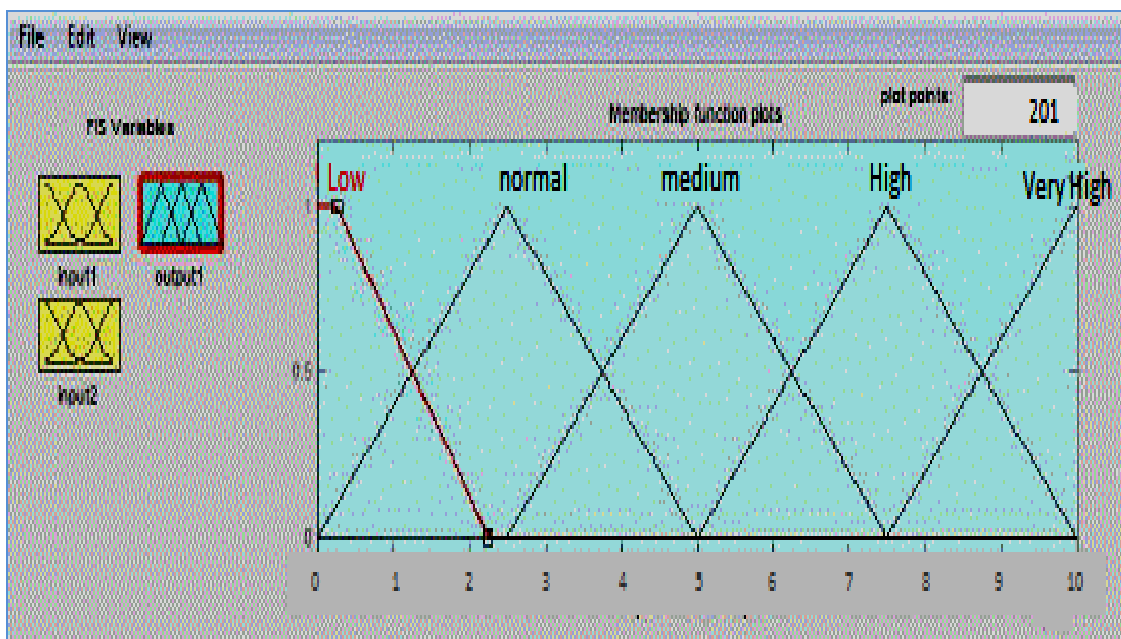 File Edit View
plot points: 201
FIS Variables
Membership function plots
Low normal medium High Very High
1
input1 output1
0.5
input2
0
0 1 2 3 4 5 6 7 8 9 10